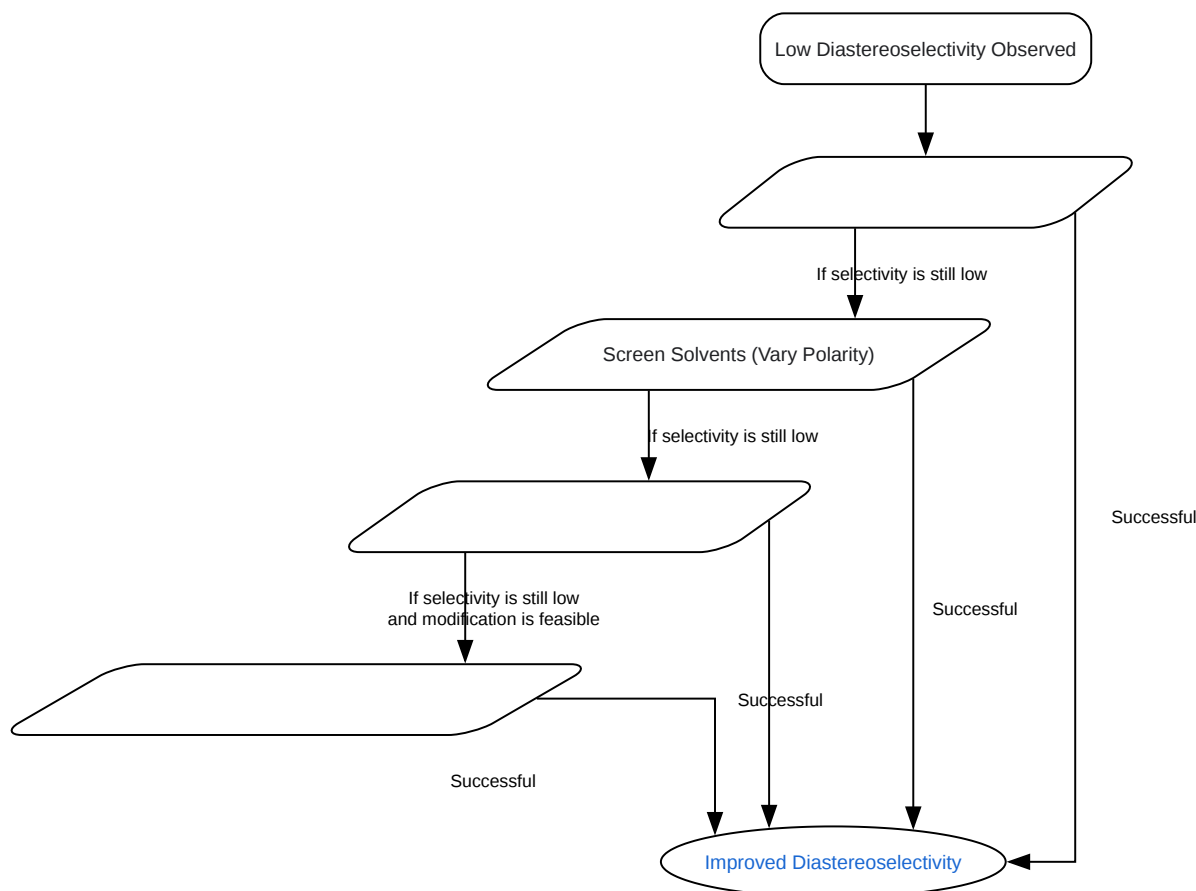 Low Diastereoselectivity Observed
If selectivity is still low
Screen Solvents (Vary Polarity)
If selectivity is still low
Successful
If selectivity is still low
and modification is feasible
Successful
Successful
Successful
Improved Diastereoselectivity